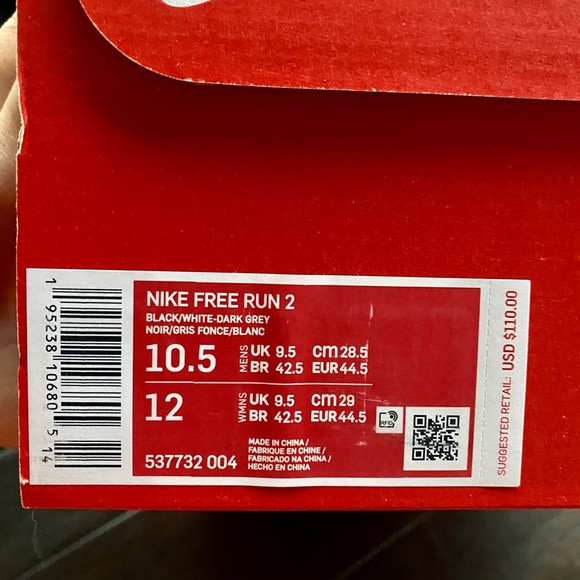 NIKE FREE RUN 2
BLACK/WHITE-DARK GREY
NOIR/GRIS FONCE/BLANC
10.5 MENS UK 9.5 CM 28.5
BR 42.5 EUR 44.5
12 WMNS UK 9.5 CM 29
BR 42.5 EUR 44.5
RFID
537732 004
MADE IN CHINA /
FABRIQUE EN CHINE /
FABRICADO NA CHINA /
HECHO EN CHINA
1 95238 10680 5 14
SUGGESTED RETAIL: USD $110.00